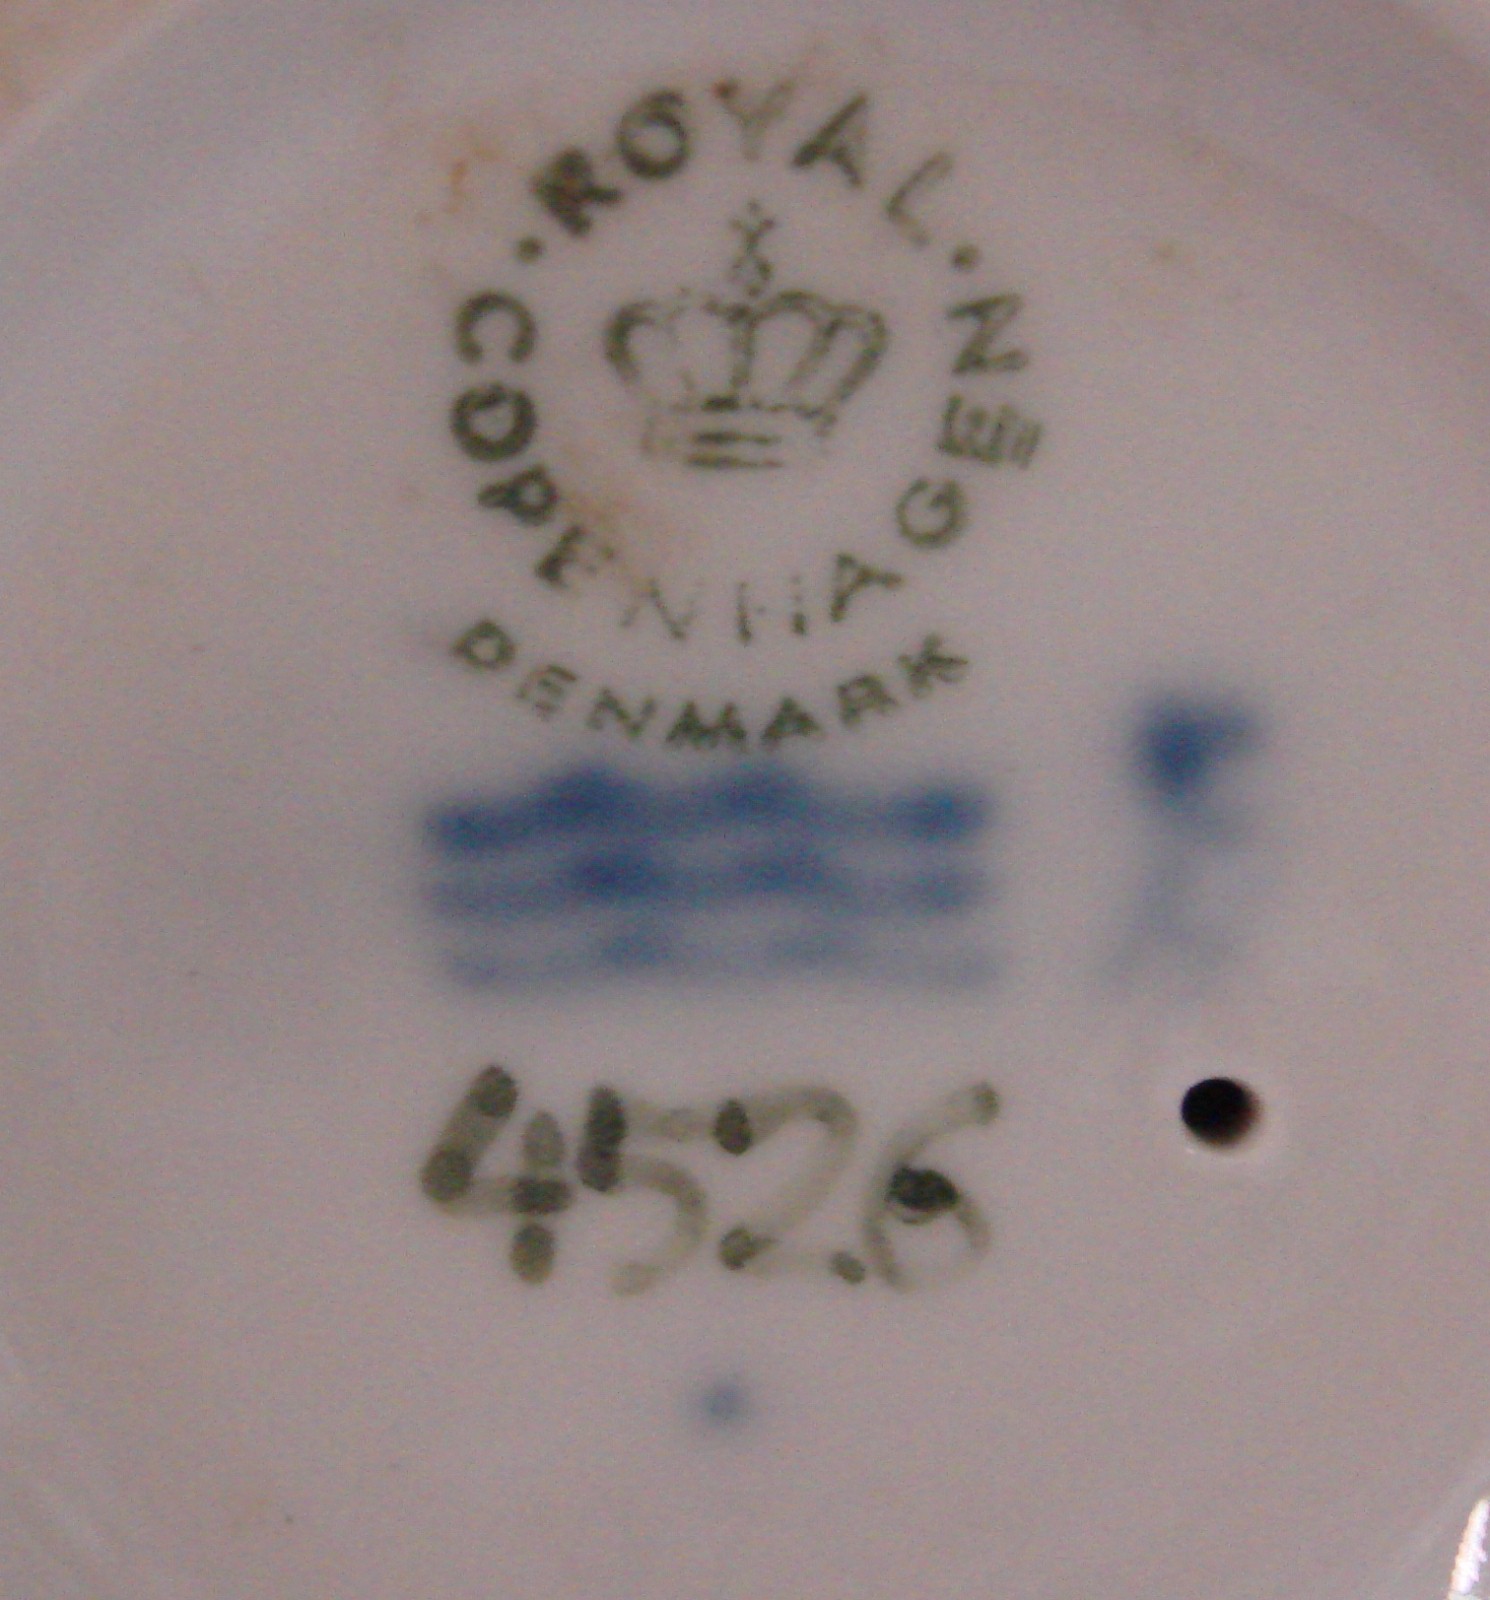 ROYAL
COPENHAGEN
DENMARK
4526